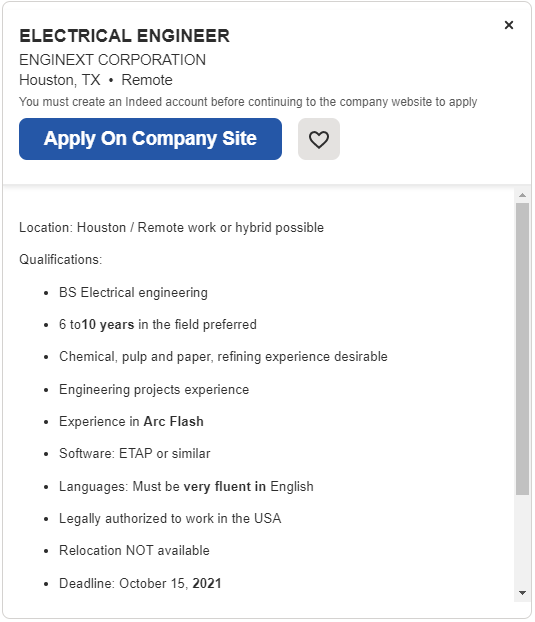 ELECTRICAL ENGINEER
ENGINEXT CORPORATION
Houston, TX • Remote
You must create an Indeed account before continuing to the company website to apply
Apply On Company Site
Location: Houston / Remote work or hybrid possible
Qualifications:
• BS Electrical engineering
• 6 to10 years in the field preferred
• Chemical, pulp and paper, refining experience desirable
• Engineering projects experience
• Experience in Arc Flash
• Software: ETAP or similar
• Languages: Must be very fluent in English
• Legally authorized to work in the USA
• Relocation NOT available
• Deadline: October 15, 2021